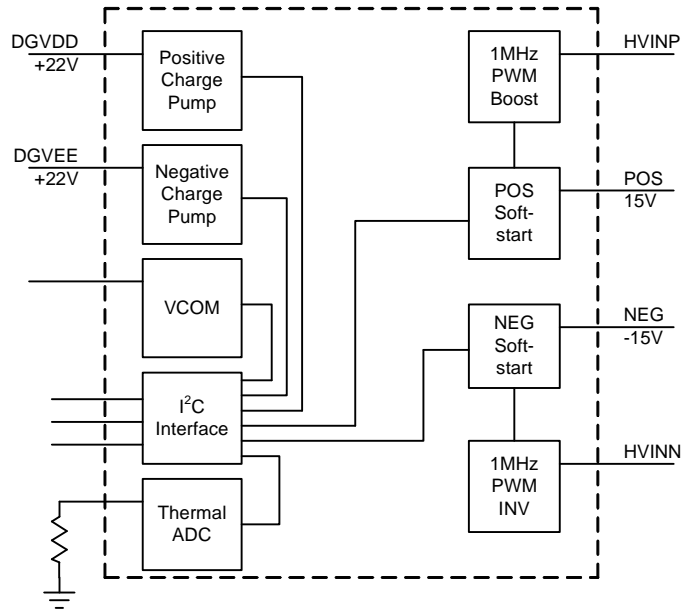 DGVDD
+22V
Positive
Charge
Pump
1MHz
PWM
Boost
HVINP
DGVEE
+22V
Negative
Charge
Pump
POS
Soft-
start
POS
15V
VCOM
NEG
Soft-
start
NEG
-15V
I²C
Interface
1MHz
PWM
INV
HVINN
Thermal
ADC